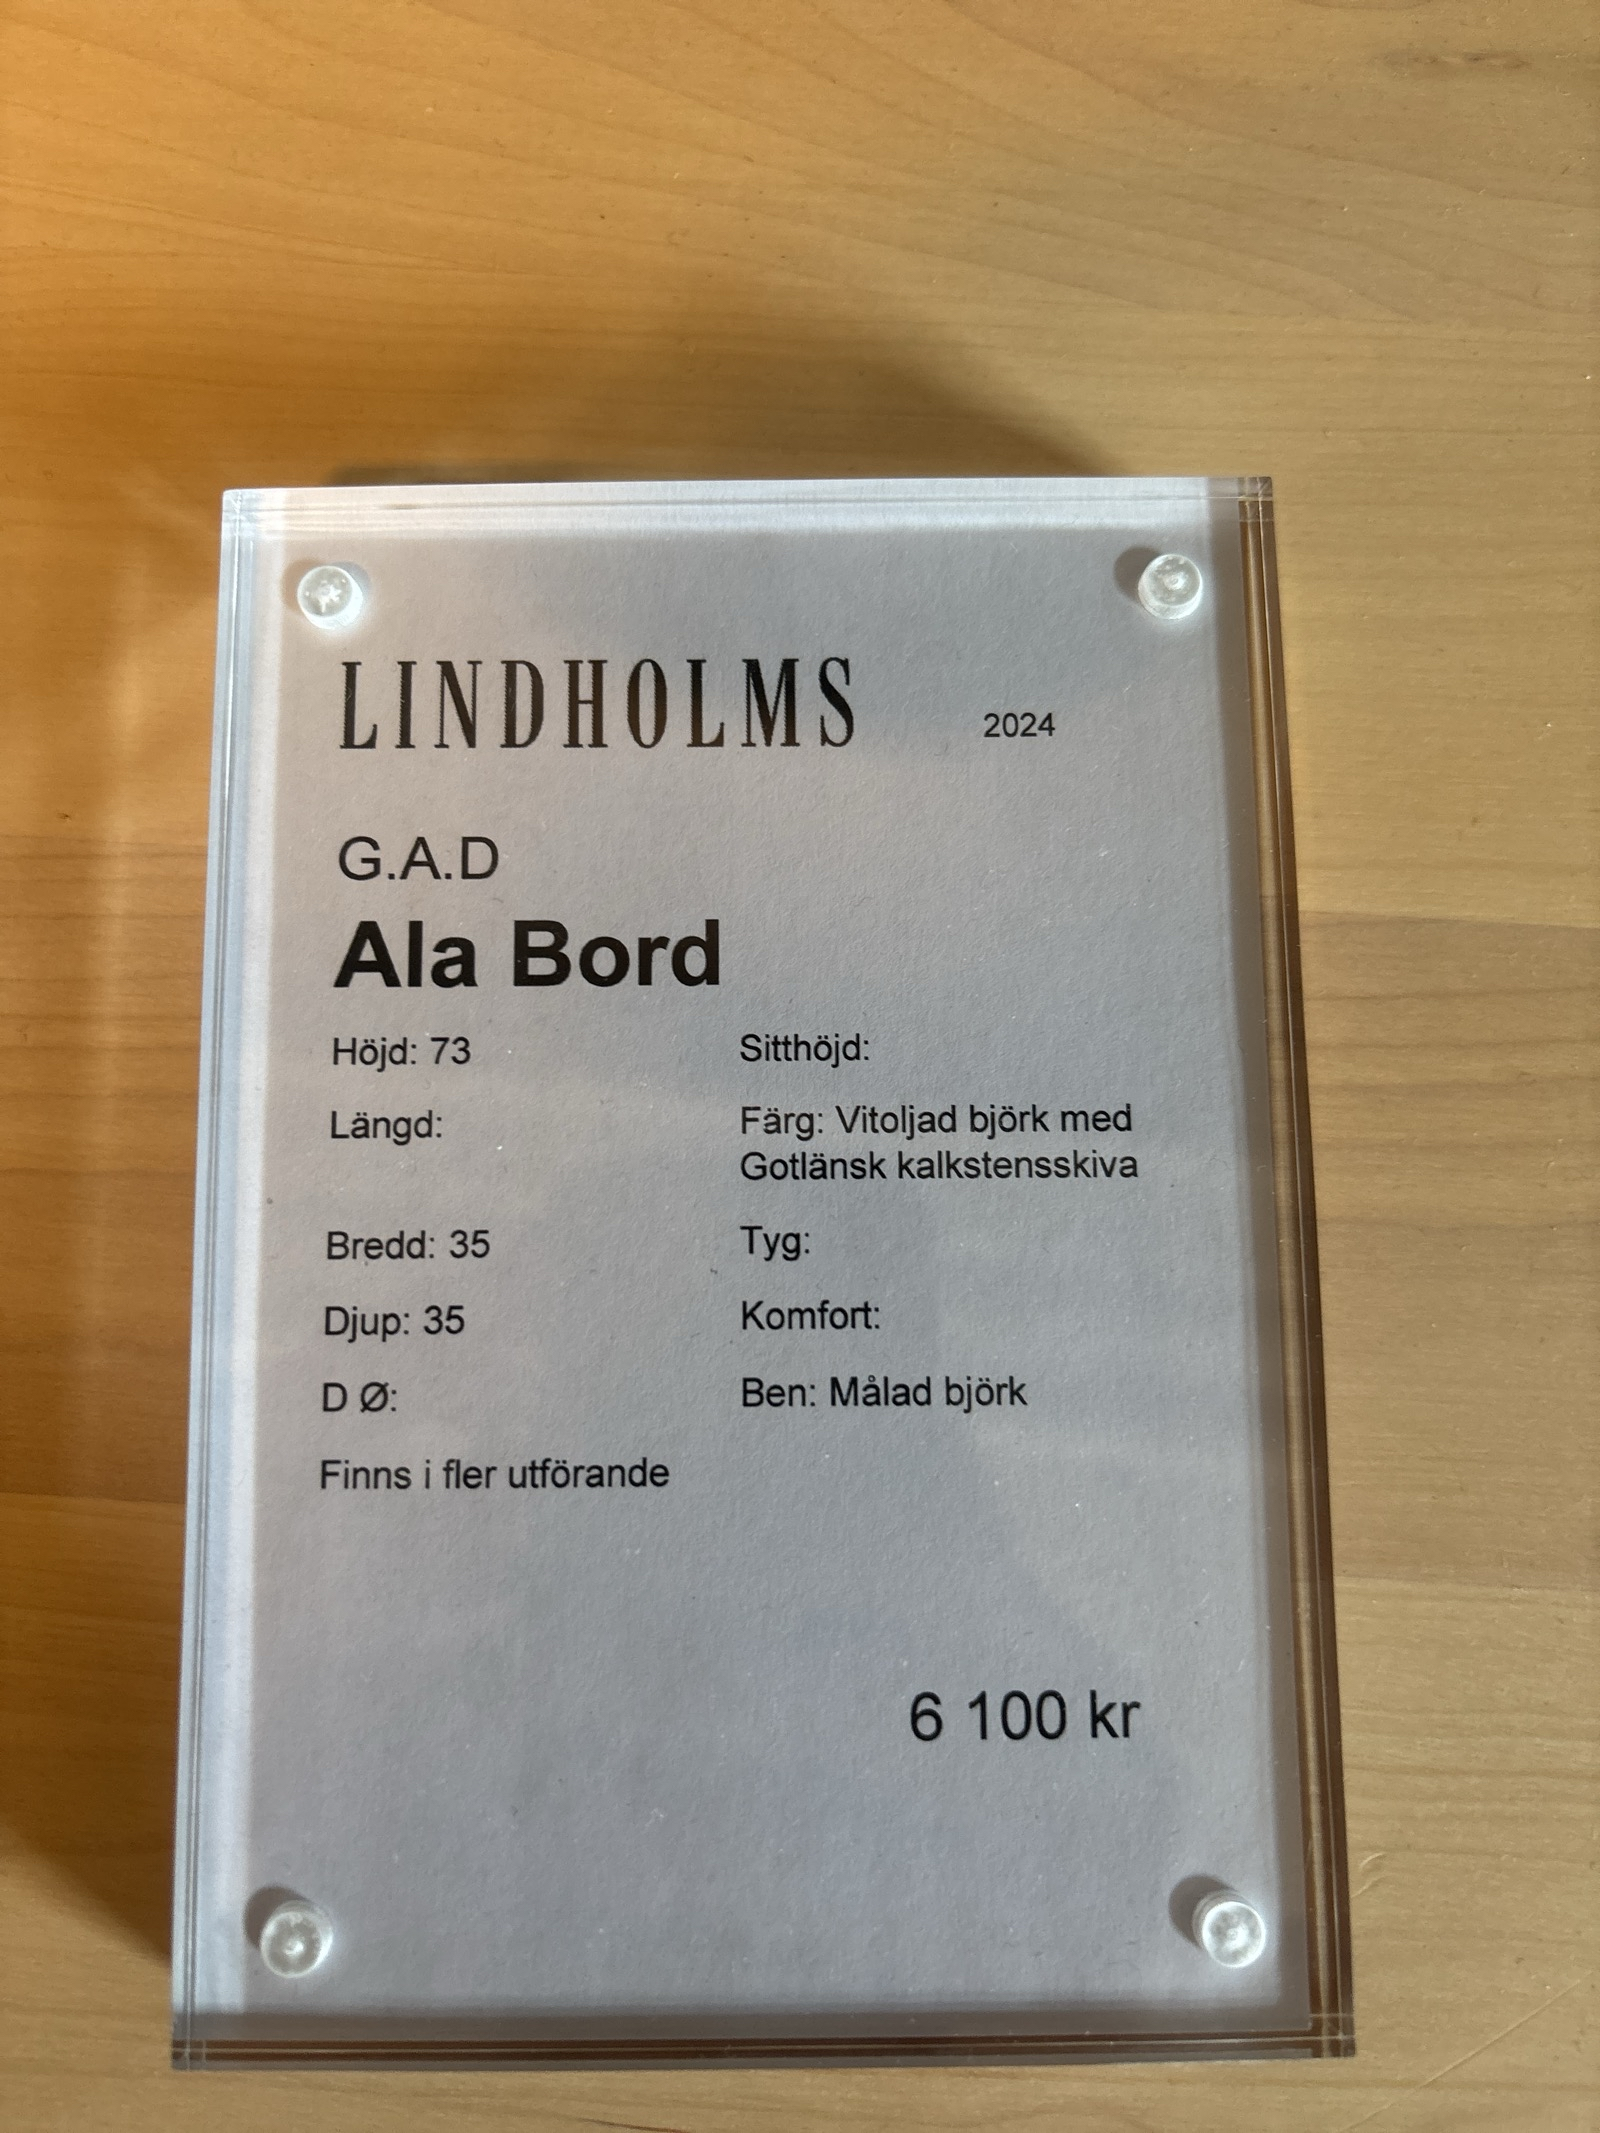 LINDHOLMS 2024
G.A.D
Ala Bord
Höjd: 73 Sitthöjd:
Längd: Färg: Vitoljad björk med
Gotlänsk kalkstensskiva
Bredd: 35 Tyg:
Djup: 35 Komfort:
D Ø: Ben: Målad björk
Finns i fler utförande
6 100 kr